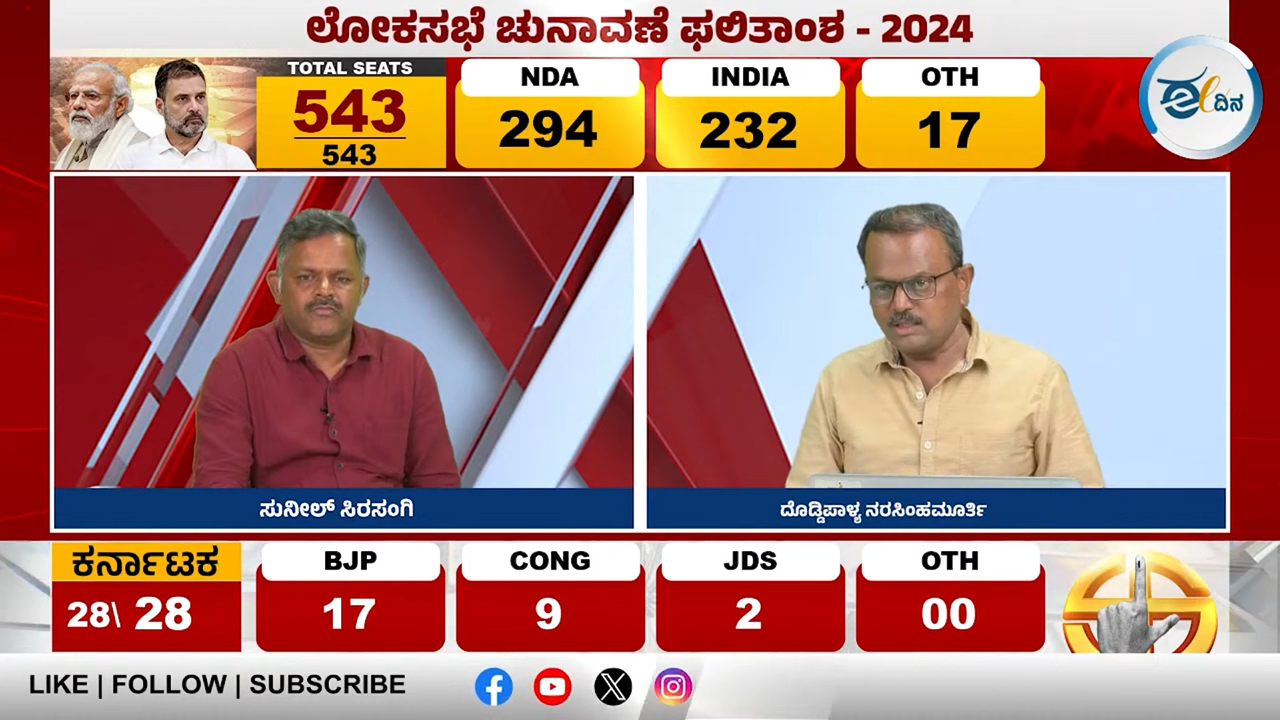 ಲೋಕಸಭೆ ಚುನಾವಣೆ ಫಲಿತಾಂಶ - 2024
TOTAL SEATS
543
543
NDA
294
INDIA
232
OTH
17
ಈದಿನ
ಸುನೀಲ್ ಸಿರಸಂಗಿ
ದೊಡ್ಡಿಪಾಳ್ಯ ನರಸಿಂಹಮೂರ್ತಿ
ಕರ್ನಾಟಕ
28\ 28
BJP
17
CONG
9
JDS
2
OTH
00
LIKE | FOLLOW | SUBSCRIBE